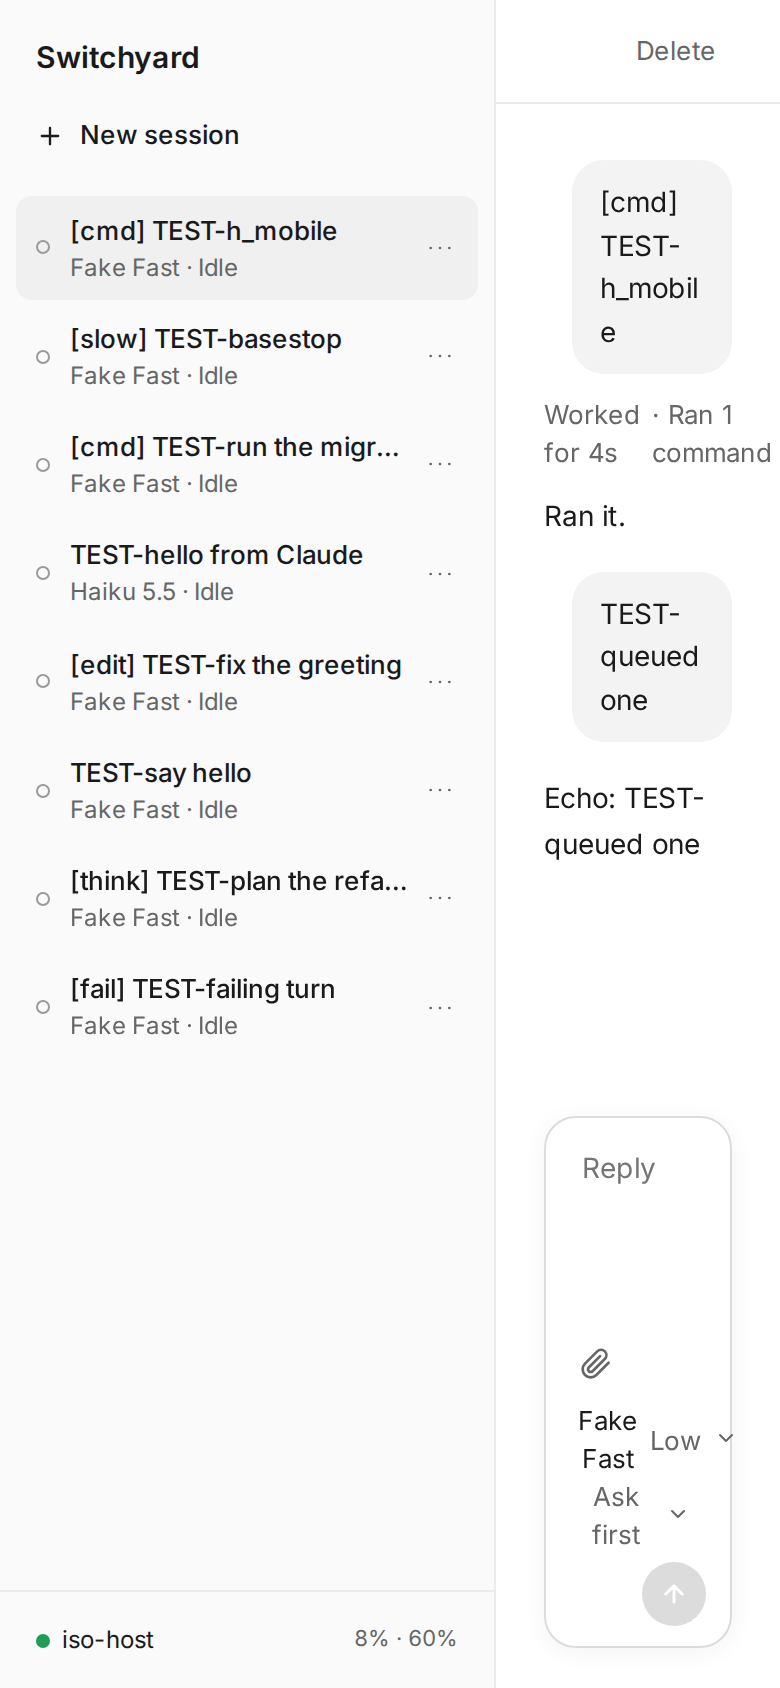 Switchyard
New session
[cmd] TEST-h_mobile
Fake Fast · Idle
[slow] TEST-basestop
Fake Fast · Idle
[cmd] TEST-run the migr...
Fake Fast · Idle
TEST-hello from Claude
Haiku 5.5 · Idle
[edit] TEST-fix the greeting
Fake Fast · Idle
TEST-say hello
Fake Fast · Idle
[think] TEST-plan the refa...
Fake Fast · Idle
[fail] TEST-failing turn
Fake Fast · Idle
iso-host
8% · 60%
Delete
[cmd]
TEST-
h_mobil
e
Worked · Ran 1
for 4s command
Ran it.
TEST-
queued
one
Echo: TEST-
queued one
Reply
Fake
Fast
Low
Ask
first